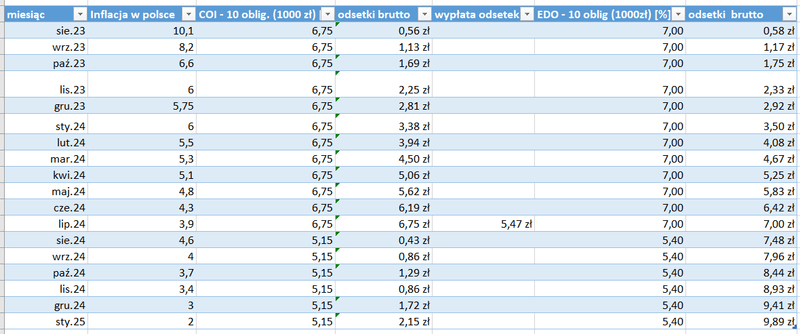 miesiąc Inflacja w polsce COI - 10 oblig. (1000 zł) [ odsetki brutto wypłata odsetek EDO - 10 oblig (1000zł) [%] odsetki brutto
sie.23 10,1 6,75 0,56 zł 7,00 0,58 zł
wrz.23 8,2 6,75 1,13 zł 7,00 1,17 zł
paź.23 6,6 6,75 1,69 zł 7,00 1,75 zł
lis.23 6 6,75 2,25 zł 7,00 2,33 zł
gru.23 5,75 6,75 2,81 zł 7,00 2,92 zł
sty.24 6 6,75 3,38 zł 7,00 3,50 zł
lut.24 5,5 6,75 3,94 zł 7,00 4,08 zł
mar.24 5,3 6,75 4,50 zł 7,00 4,67 zł
kwi.24 5,1 6,75 5,06 zł 7,00 5,25 zł
maj.24 4,8 6,75 5,62 zł 7,00 5,83 zł
cze.24 4,3 6,75 6,19 zł 7,00 6,42 zł
lip.24 3,9 6,75 6,75 zł 5,47 zł 7,00 7,00 zł
sie.24 4,6 5,15 0,43 zł 5,40 7,48 zł
wrz.24 4 5,15 0,86 zł 5,40 7,96 zł
paź.24 3,7 5,15 1,29 zł 5,40 8,44 zł
lis.24 3,4 5,15 0,86 zł 5,40 8,93 zł
gru.24 3 5,15 1,72 zł 5,40 9,41 zł
sty.25 2 5,15 2,15 zł 5,40 9,89 zł